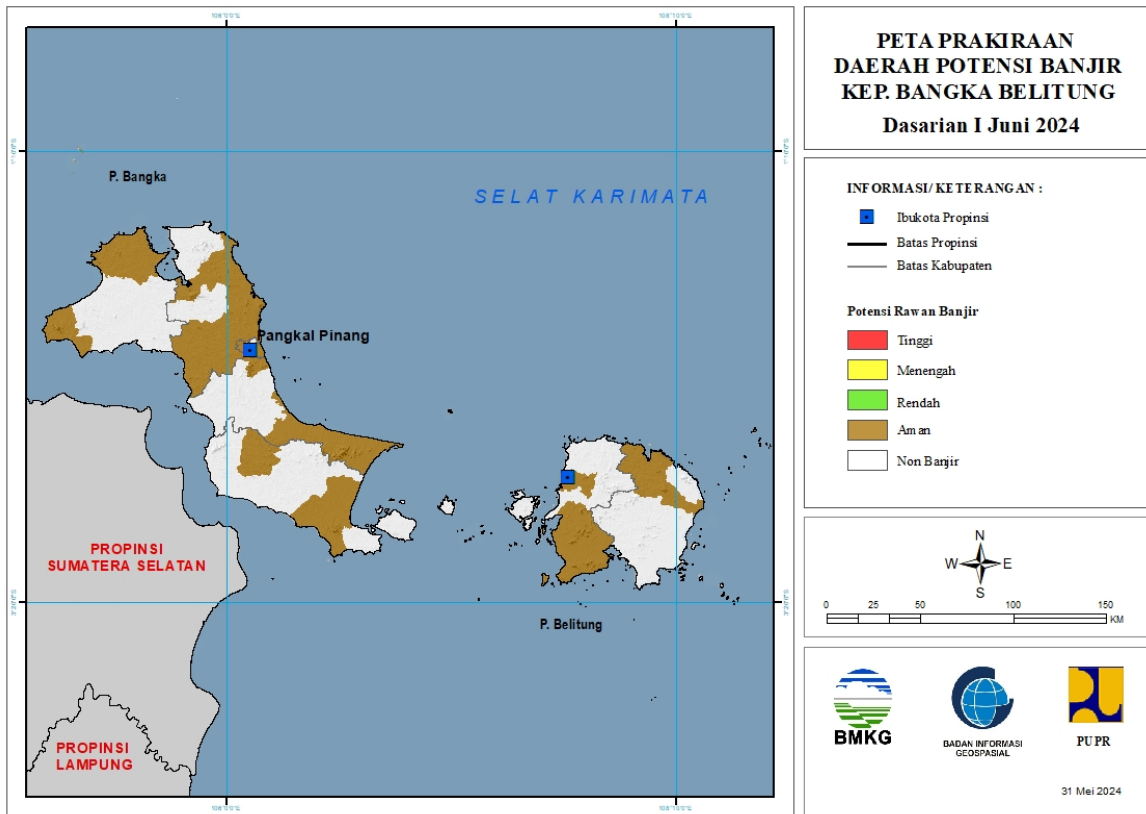 PETA PRAKIRAAN
DAERAH POTENSI BANJIR
KEP. BANGKA BELITUNG
Dasarian I Juni 2024
P. Bangka
SELAT KARIMATA
Pangkal Pinang
PROPINSI
SUMATERA SELATAN
P. Belitung
PROPINSI
LAMPUNG
INFORMASI/ KETERANGAN :
Ibukota Propinsi
Batas Propinsi
Batas Kabupaten
Potensi Rawan Banjir
Tinggi
Menengah
Rendah
Aman
Non Banjir
N
W E
S
0 25 50 100 150
KM
BMKG
BADAN INFORMASI
GEOSPASIAL
PUPR
31 Mei 2024